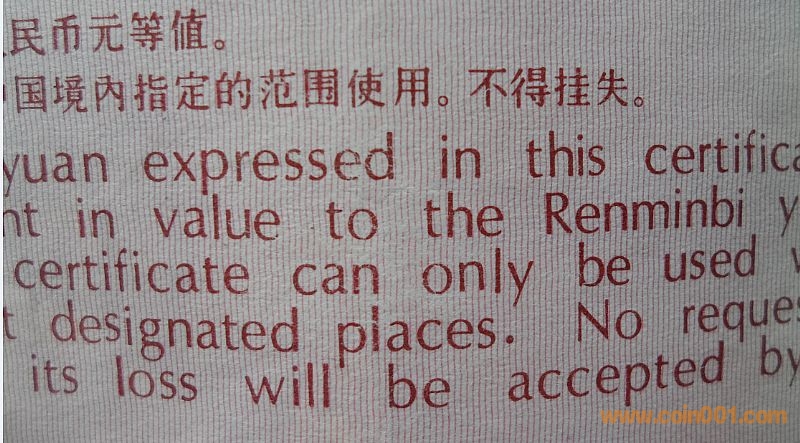 民币元等值。
国境内指定的范围使用。不得挂失。
yuan expressed in this certifica
nt in value to the Renminbi y
certificate can only be used
t designated places. No reques
its loss will be accepted by
www.coin001.com